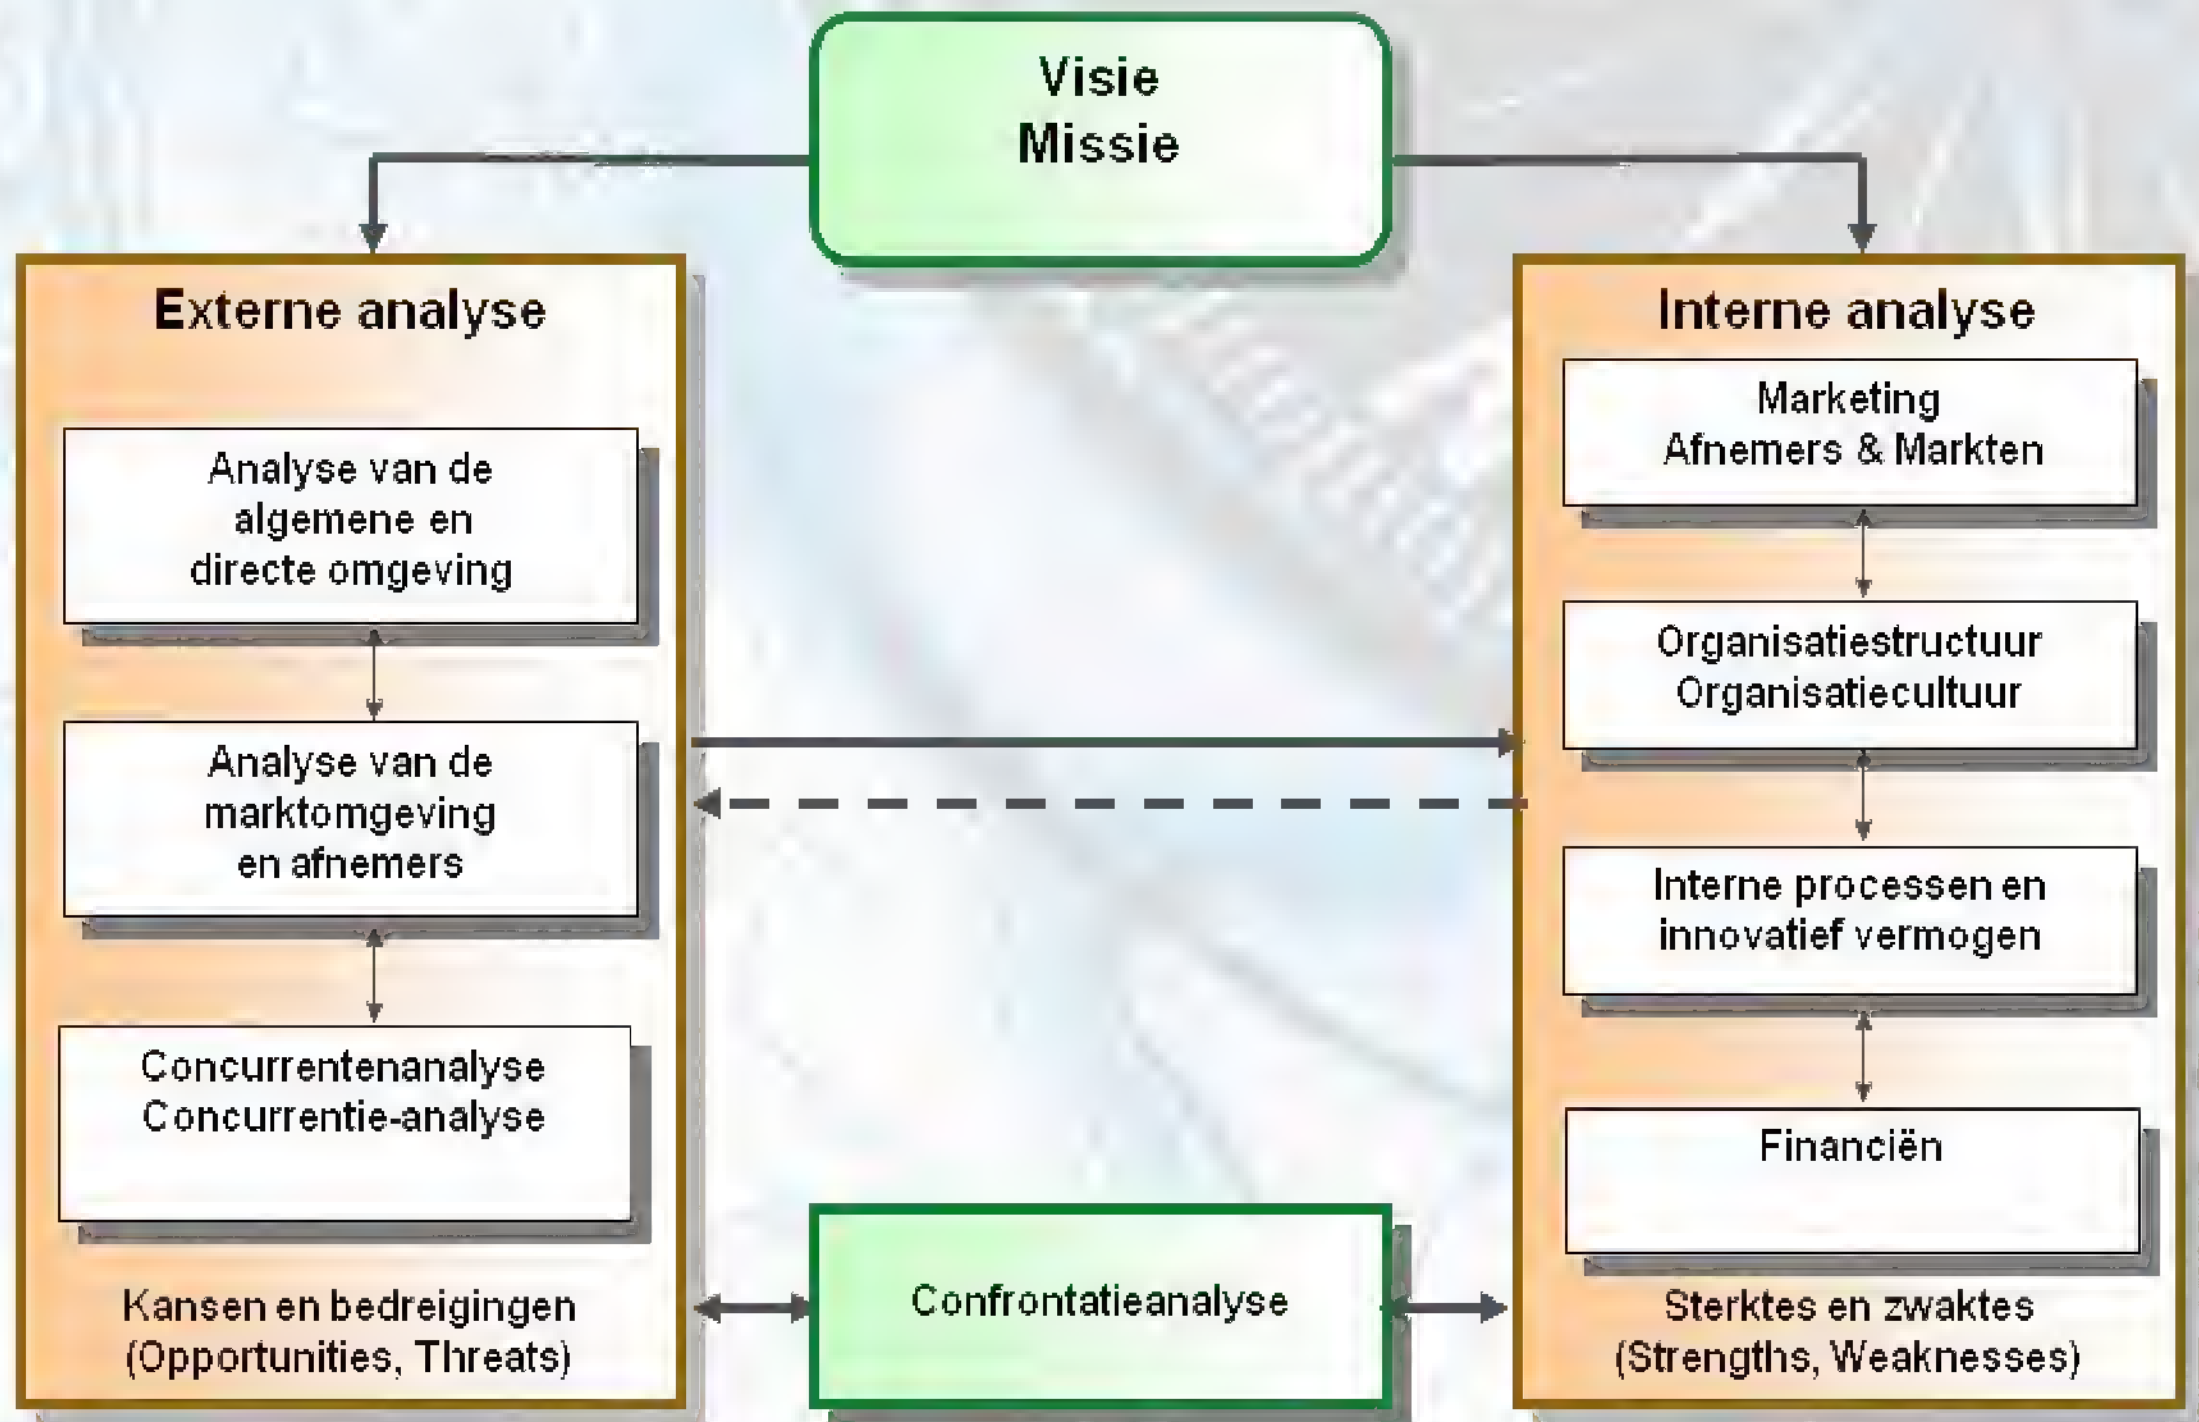 Visie
Missie
Externe analyse
Analyse van de
algemene en
directe omgeving
Analyse van de
marktomgeving
en afnemers
Concurrentenanalyse
Concurrentie-analyse
Kansen en bedreigingen
(Opportunities, Threats)
Confrontatieanalyse
Interne analyse
Marketing
Afnemers & Markten
Organisatiestructuur
Organisatiecultuur
Interne processen en
innovatief vermogen
Financiën
Sterktes en zwaktes
(Strengths, Weaknesses)